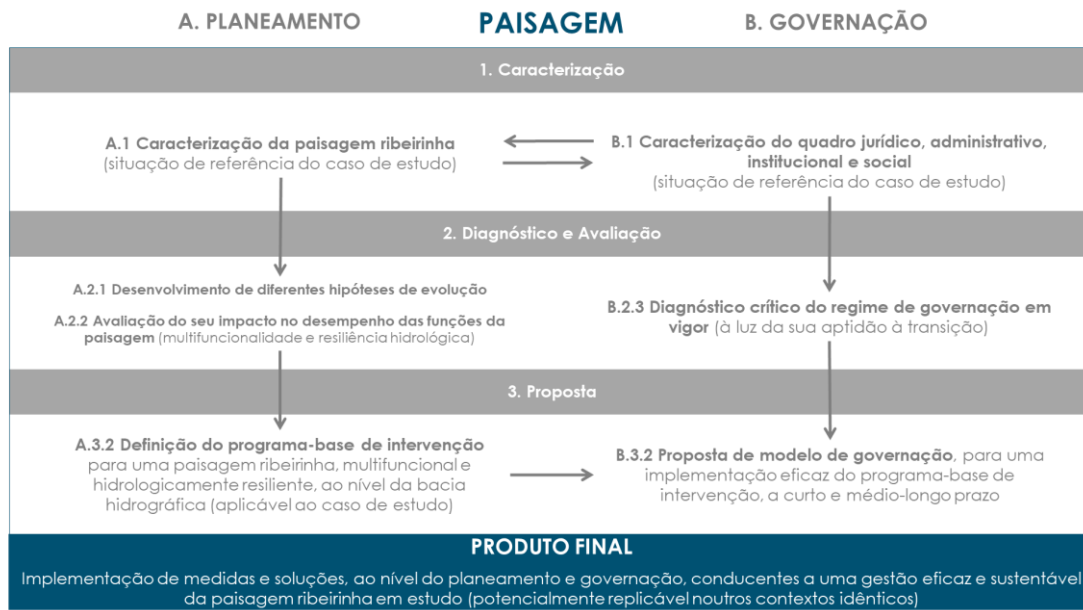 A. PLANEAMENTO
PAISAGEM
B. GOVERNAÇÃO
1. Caracterização
A.1 Caracterização da paisagem ribeirinha
(situação de referência do caso de estudo)
B.1 Caracterização do quadro jurídico, administrativo,
institucional e social
(situação de referência do caso de estudo)
2. Diagnóstico e Avaliação
A.2.1 Desenvolvimento de diferentes hipóteses de evolução
A.2.2 Avaliação do seu impacto no desempenho das funções da
paisagem (multifuncionalidade e resiliência hidrológica)
B.2.3 Diagnóstico crítico do regime de governação em
vigor (à luz da sua aptidão à transição)
3. Proposta
A.3.2 Definição do programa-base de intervenção
para uma paisagem ribeirinha, multifuncional e
hidrologicamente resiliente, ao nível da bacia
hidrográfica (aplicável ao caso de estudo)
B.3.2 Proposta de modelo de governação, para uma
implementação eficaz do programa-base de
intervenção, a curto e médio-longo prazo
PRODUTO FINAL
Implementação de medidas e soluções, ao nível do planeamento e governação, conducentes a uma gestão eficaz e sustentável
da paisagem ribeirinha em estudo (potencialmente replicável noutros contextos idênticos)